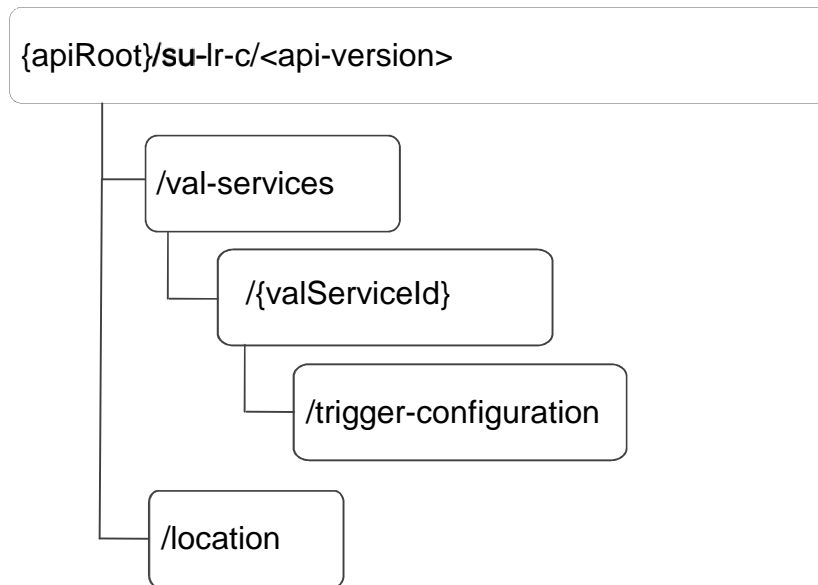 {apiRoot}/su-lr-c/<api-version>
/val-services
/{valServiceId}
/trigger-configuration
/location